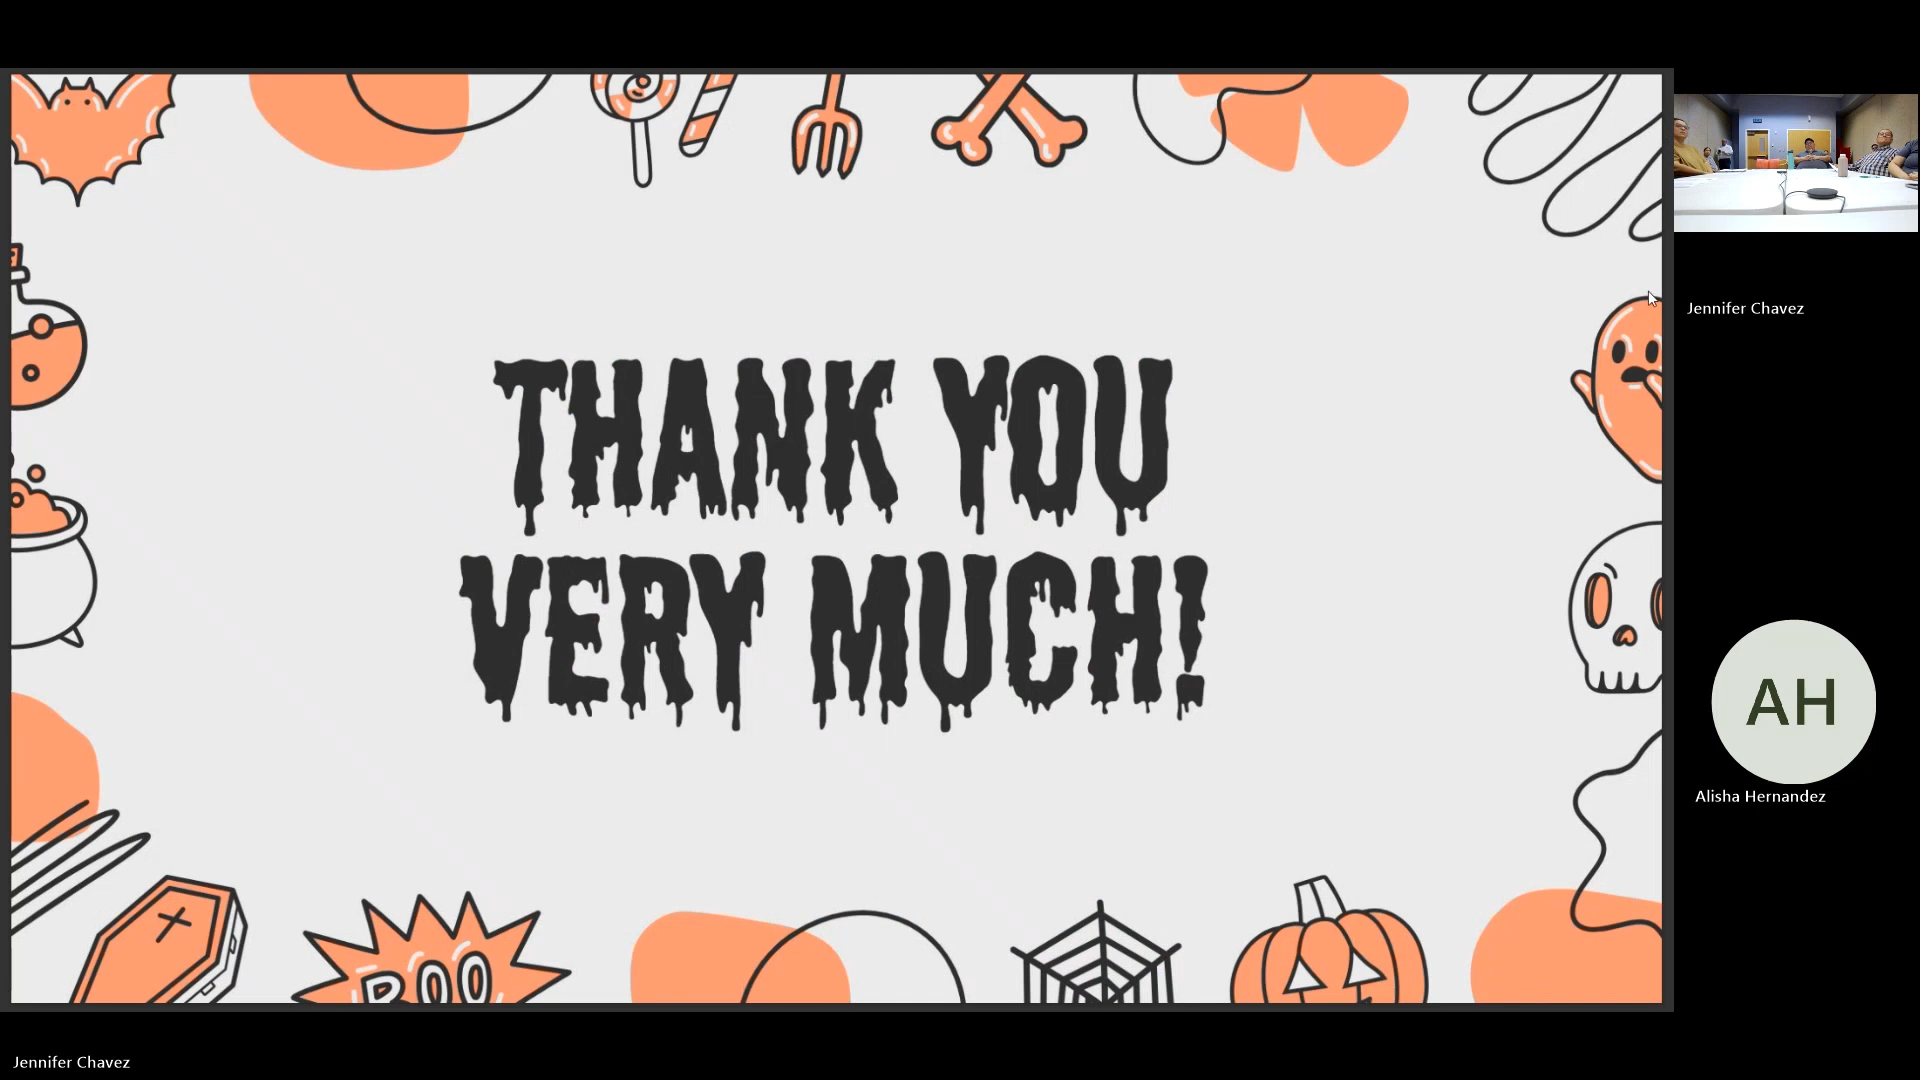 THANK YOU
VERY MUCH!
BOO
Jennifer Chavez
AH
Alisha Hernandez
Jennifer Chavez